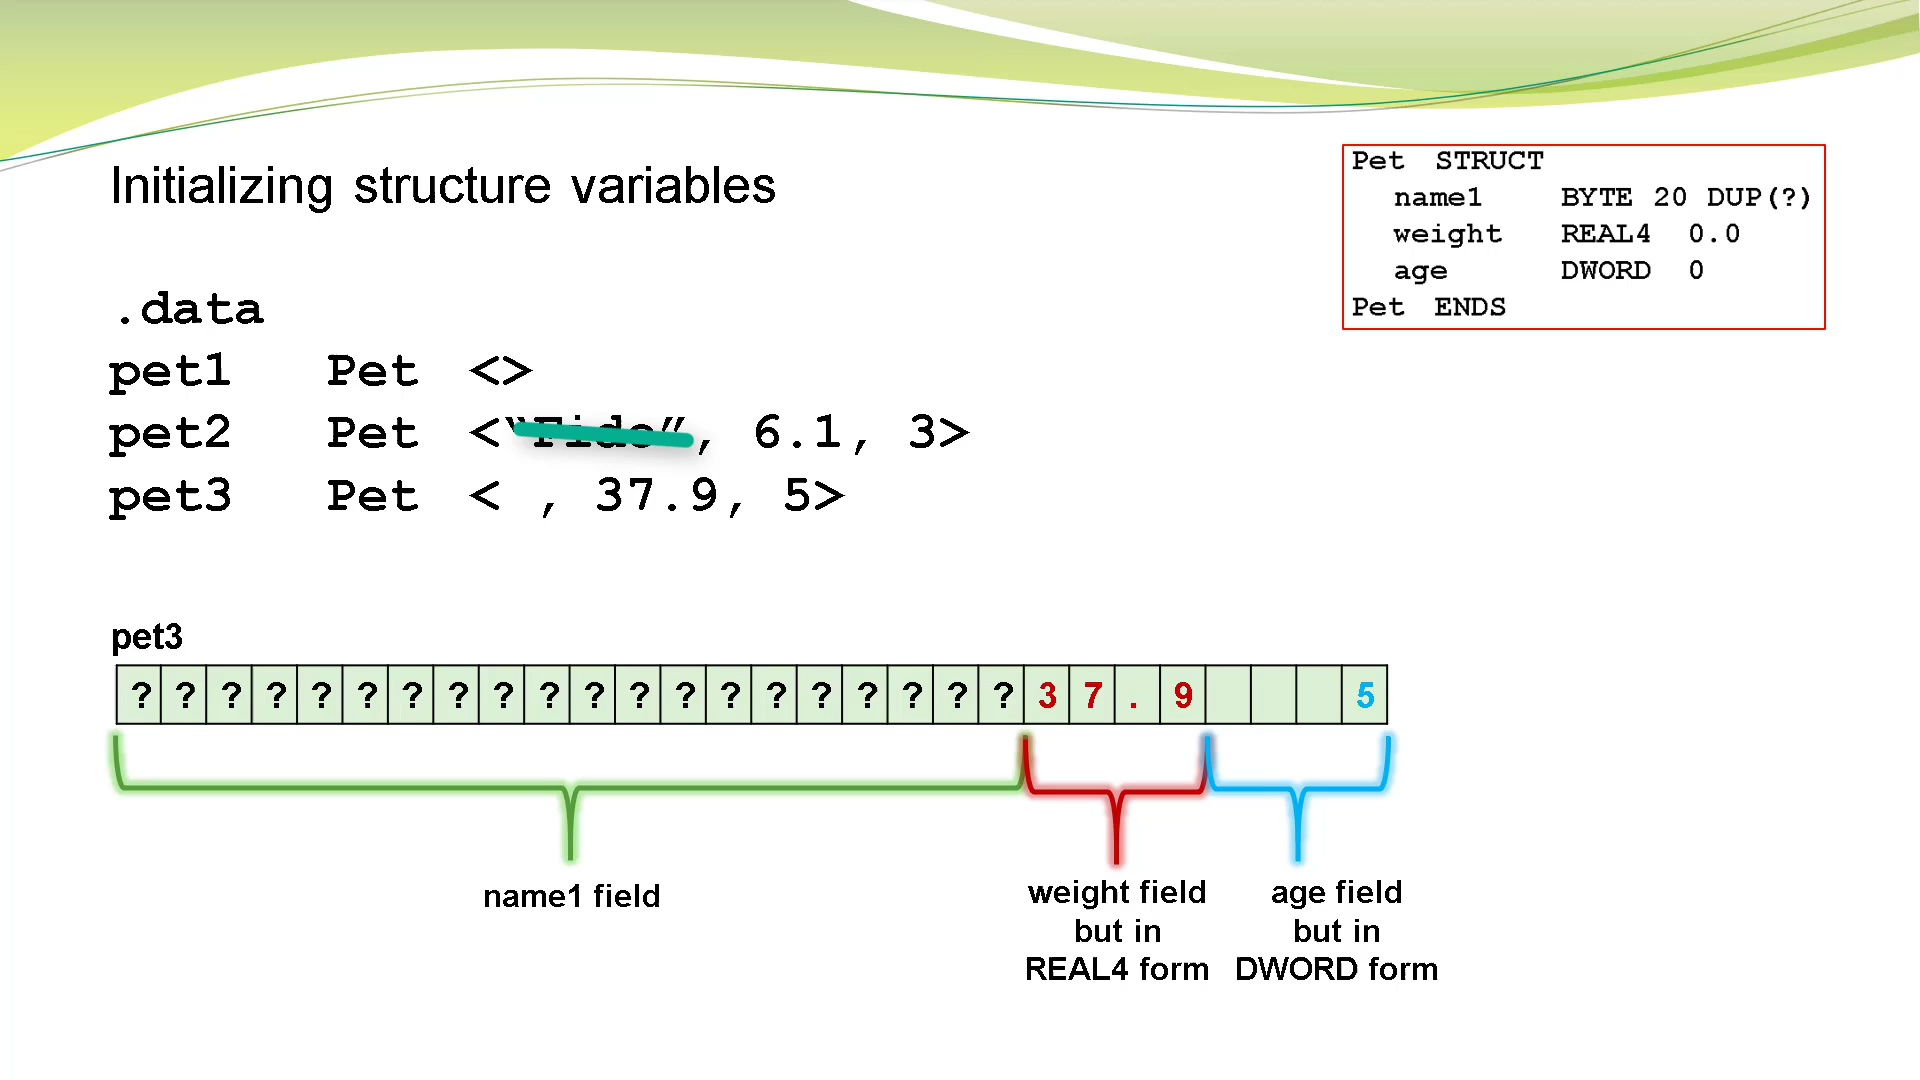 Initializing structure variables
Pet STRUCT
name1 BYTE 20 DUP(?)
weight REAL4 0.0
age DWORD 0
Pet ENDS
.data
pet1 Pet <>
pet2 Pet <“Fido”, 6.1, 3>
pet3 Pet < , 37.9, 5>
pet3
? ? ? ? ? ? ? ? ? ? ? ? ? ? ? ? ? ? ? ? 3 7 . 9 5
name1 field
weight field
but in
REAL4 form
age field
but in
DWORD form